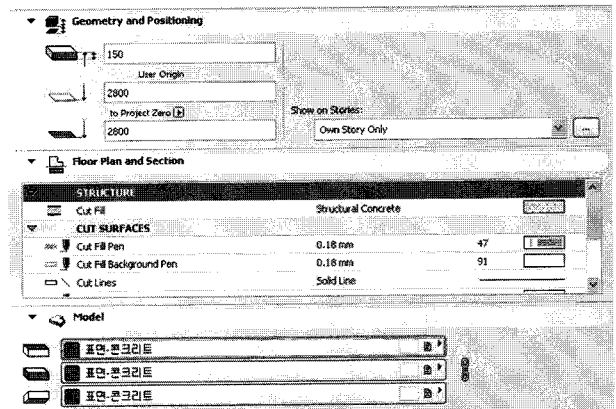 Geometry and Positioning
150
User Origin
2800
to Project Zero
2800
Show on Stories:
Own Story Only
...
Floor Plan and Section
STRUCTURE
Cut Fill Structural Concrete
CUT SURFACES
Cut Fill Pen 0.18 mm 47
Cut Fill Background Pen 0.18 mm 91
Cut Lines Solid Line
Model
표면-콘크리트
표면-콘크리트
표면-콘크리트